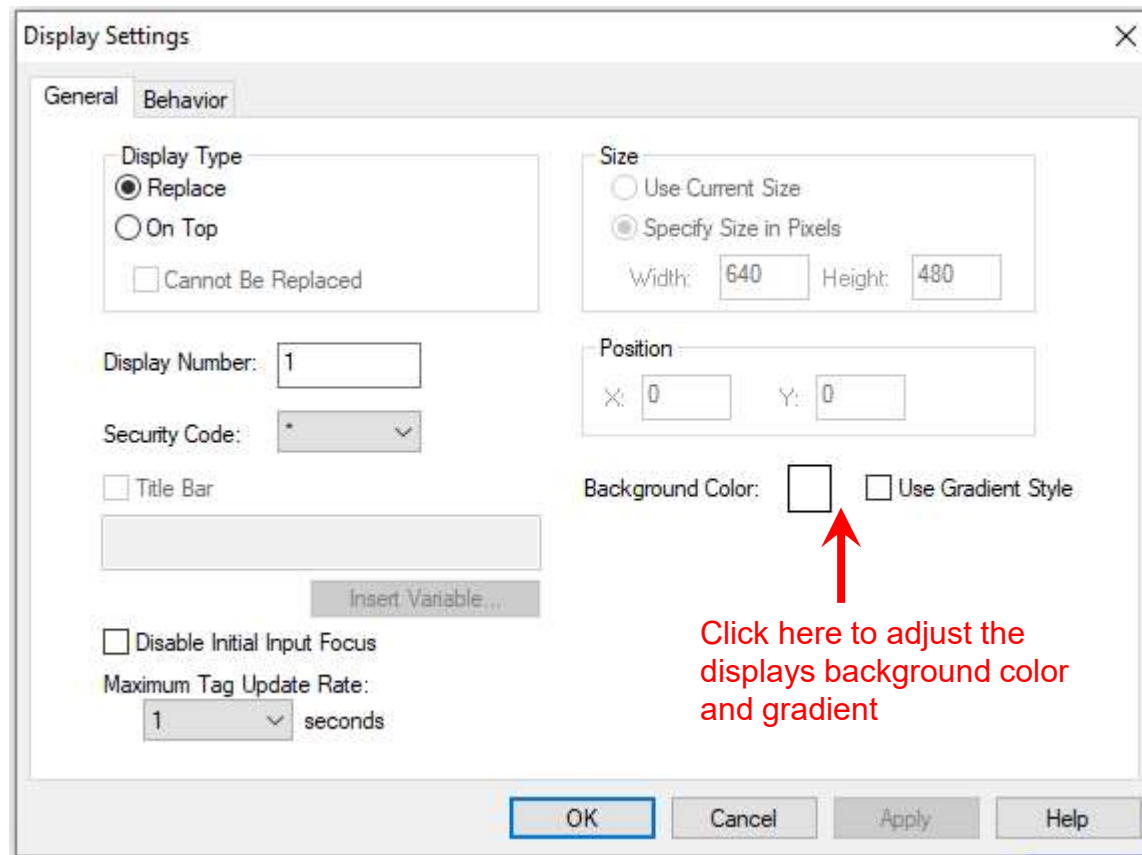 Display Settings
General Behavior
Display Type
Replace
On Top
Cannot Be Replaced
Size
Use Current Size
Specify Size in Pixels
Width: 640 Height: 480
Display Number: 1
Position
X: 0 Y: 0
Security Code: *
Title Bar
Background Color: Use Gradient Style
Insert Variable...
Disable Initial Input Focus
Maximum Tag Update Rate:
1 seconds
Click here to adjust the
displays background color
and gradient
OK Cancel Apply Help